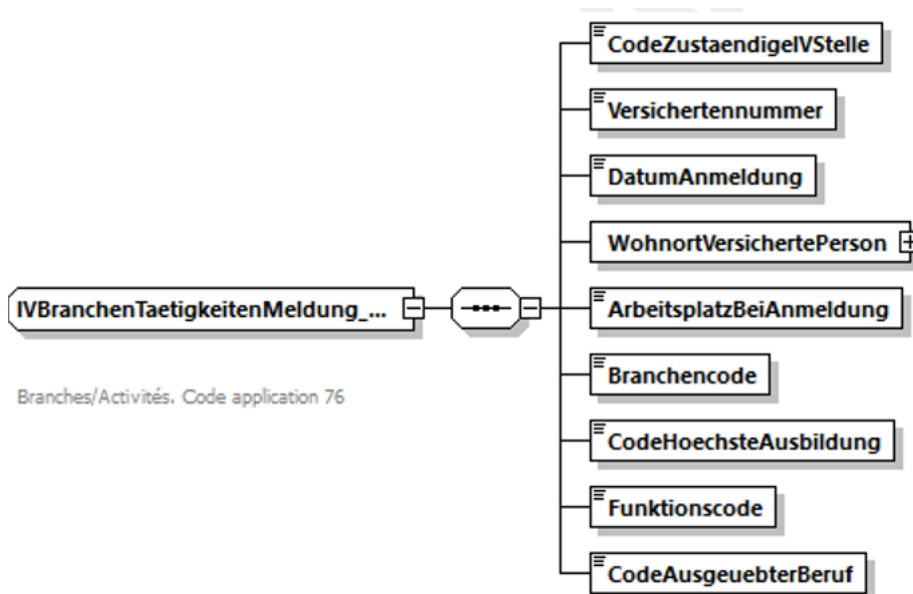 CodeZustaendigeIVStelle
Versichertennummer
DatumAnmeldung
WohnortVersichertePerson
IVBranchenTaetigkeitenMeldung_...
ArbeitsplatzBeiAnmeldung
Branches/Activités. Code application 76
Branchencode
CodeHoechsteAusbildung
Funktionscode
CodeAusgeuebterBeruf